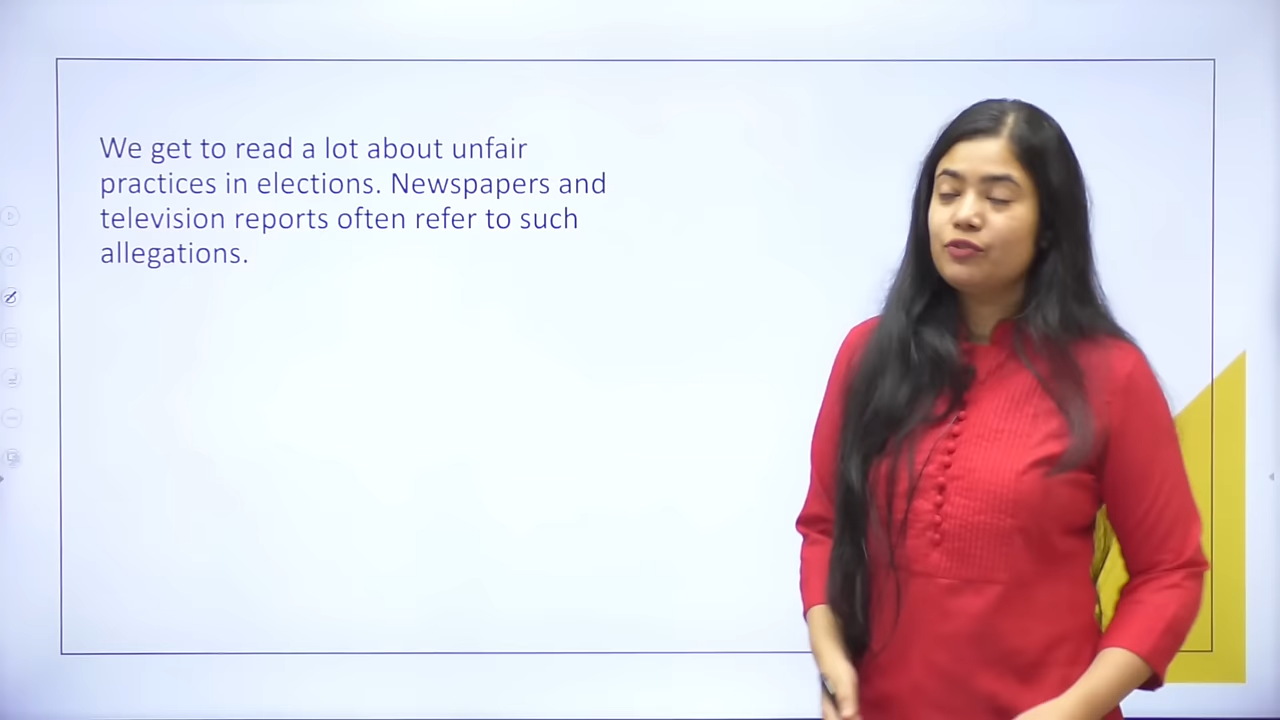 We get to read a lot about unfair
practices in elections. Newspapers and
television reports often refer to such
allegations.